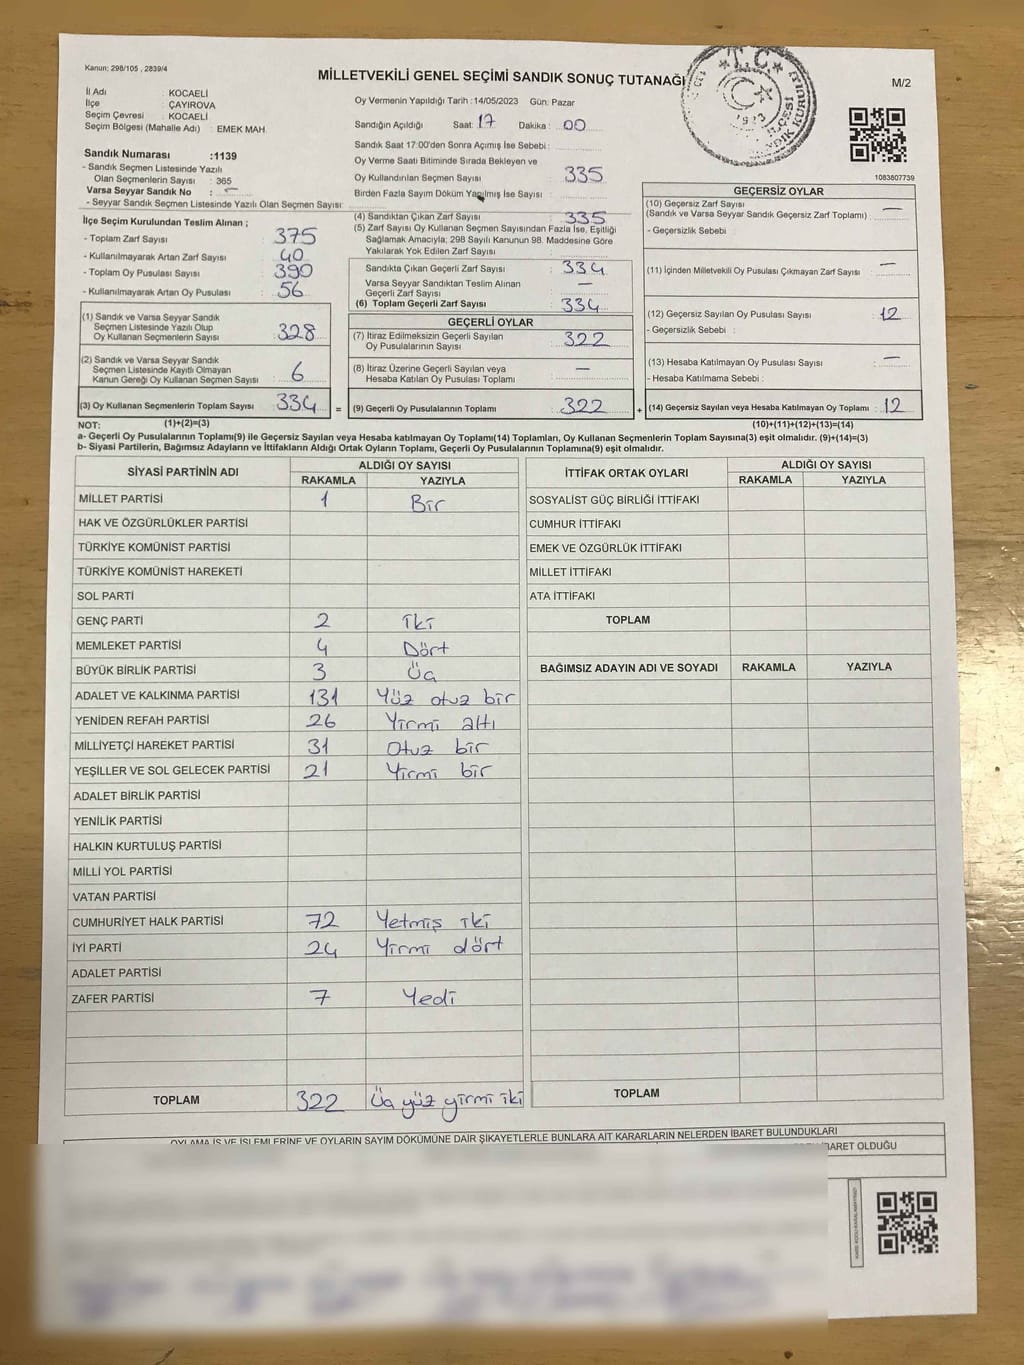 Kanun; 298/105 , 2839/4
MİLLETVEKİLİ GENEL SEÇİMİ SANDIK SONUÇ TUTANAĞI
M/2
T.C
1923
İl Adı : KOCAELİ
İlçe : ÇAYIROVA
Seçim Çevresi : KOCAELİ
Seçim Bölgesi (Mahalle Adı) : EMEK MAH.
Sandık Numarası :1139
- Sandık Seçmen Listesinde Yazılı
Olan Seçmenlerin Sayısı : 365
Varsa Seyyar Sandık No : -
- Seyyar Sandık Seçmen Listesinde Yazılı Olan Seçmen Sayısı:
Oy Vermenin Yapıldığı Tarih :14/05/2023 Gün: Pazar
Sandığın Açıldığı Saat: 17 Dakika : 00
Sandık Saat 17:00'den Sonra Açımış İse Sebebi :
Oy Verme Saati Bitiminde Sırada Bekleyen ve
Oy Kullandırılan Seçmen Sayısı : 335
Birden Fazla Sayım Döküm Yapılmış İse Sayısı :
1083807739
İlçe Seçim Kurulundan Teslim Alınan ;
- Toplam Zarf Sayısı : 375
- Kullanılmayarak Artan Zarf Sayısı : 40
- Toplam Oy Pusulası Sayısı : 390
- Kullanılmayarak Artan Oy Pusulası : 56
(1) Sandık ve Varsa Seyyar Sandık
Seçmen Listesinde Yazılı Olup
Oy Kullanan Seçmenlerin Sayısı : 328
(2) Sandık ve Varsa Seyyar Sandık
Seçmen Listesinde Kayıtlı Olmayan
Kanun Gereği Oy Kullanan Seçmen Sayısı : 6
(3) Oy Kullanan Seçmenlerin Toplam Sayısı : 334 =
(4) Sandıktan Çıkan Zarf Sayısı : 335
(5) Zarf Sayısı Oy Kullanan Seçmen Sayısından Fazla İse, Eşitliği
Sağlamak Amacıyla; 298 Sayılı Kanunun 98. Maddesine Göre
Yakılarak Yok Edilen Zarf Sayısı :
Sandıkta Çıkan Geçerli Zarf Sayısı : 334
Varsa Seyyar Sandıktan Teslim Alınan
Geçerli Zarf Sayısı : -
(6) Toplam Geçerli Zarf Sayısı : 334
GEÇERLİ OYLAR
(7) İtiraz Edilmeksizin Geçerli Sayılan
Oy Pusulalarının Sayısı : 322
(8) İtiraz Üzerine Geçerli Sayılan veya
Hesaba Katılan Oy Pusulası Toplamı : -
(9) Geçerli Oy Pusulalarının Toplamı : 322 +
GEÇERSİZ OYLAR
(10) Geçersiz Zarf Sayısı
(Sandık ve Varsa Seyyar Sandık Geçersiz Zarf Toplamı) : -
- Geçersizlik Sebebi :
(11) İçinden Milletvekili Oy Pusulası Çıkmayan Zarf Sayısı : -
(12) Geçersiz Sayılan Oy Pusulası Sayısı : 12
- Geçersizlik Sebebi :
(13) Hesaba Katılmayan Oy Pusulası Sayısı : -
- Hesaba Katılmama Sebebi :
(14) Geçersiz Sayılan veya Hesaba Katılmayan Oy Toplamı : 12
NOT: (1)+(2)=(3) (10)+(11)+(12)+(13)=(14)
a- Geçerli Oy Pusulalarının Toplamı(9) ile Geçersiz Sayılan veya Hesaba katılmayan Oy Toplamı(14) Toplamları, Oy Kullanan Seçmenlerin Toplam Sayısına(3) eşit olmalıdır. (9)+(14)=(3)
b- Siyasi Partilerin, Bağımsız Adayların ve İttifakların Aldığı Ortak Oyların Toplamı, Geçerli Oy Pusulalarının Toplamına(9) eşit olmalıdır.
SİYASİ PARTİNİN ADI ALDIĞI OY SAYISI
RAKAMLA YAZIYLA
MİLLET PARTİSİ 1 Bir
HAK VE ÖZGÜRLÜKLER PARTİSİ
TÜRKİYE KOMÜNİST PARTİSİ
TÜRKİYE KOMÜNİST HAREKETİ
SOL PARTİ
GENÇ PARTİ 2 iki
MEMLEKET PARTİSİ 4 Dört
BÜYÜK BİRLİK PARTİSİ 3 Üç
ADALET VE KALKINMA PARTİSİ 131 Yüz otuz bir
YENİDEN REFAH PARTİSİ 26 Yirmi altı
MİLLİYETÇİ HAREKET PARTİSİ 31 Otuz bir
YEŞİLLER VE SOL GELECEK PARTİSİ 21 Yirmi bir
ADALET BİRLİK PARTİSİ
YENİLİK PARTİSİ
HALKIN KURTULUŞ PARTİSİ
MİLLİ YOL PARTİSİ
VATAN PARTİSİ
CUMHURİYET HALK PARTİSİ 72 Yetmiş iki
İYİ PARTİ 24 Yirmi dört
ADALET PARTİSİ
ZAFER PARTİSİ 7 Yedi
TOPLAM 322 Üç yüz yirmi iki
İTTİFAK ORTAK OYLARI ALDIĞI OY SAYISI
RAKAMLA YAZIYLA
SOSYALİST GÜÇ BİRLİĞİ İTTİFAKI
CUMHUR İTTİFAKI
EMEK VE ÖZGÜRLÜK İTTİFAKI
MİLLET İTTİFAKI
ATA İTTİFAKI
TOPLAM
BAĞIMSIZ ADAYIN ADI VE SOYADI RAKAMLA YAZIYLA
TOPLAM
OYLAMA İŞ VE İŞLEMLERİNE VE OYLARIN SAYIM DÖKÜMÜNE DAİR ŞİKAYETLERLE BUNLARA AİT KARARLARIN NELERDEN İBARET BULUNDUKLARI
İBARET OLDUĞU